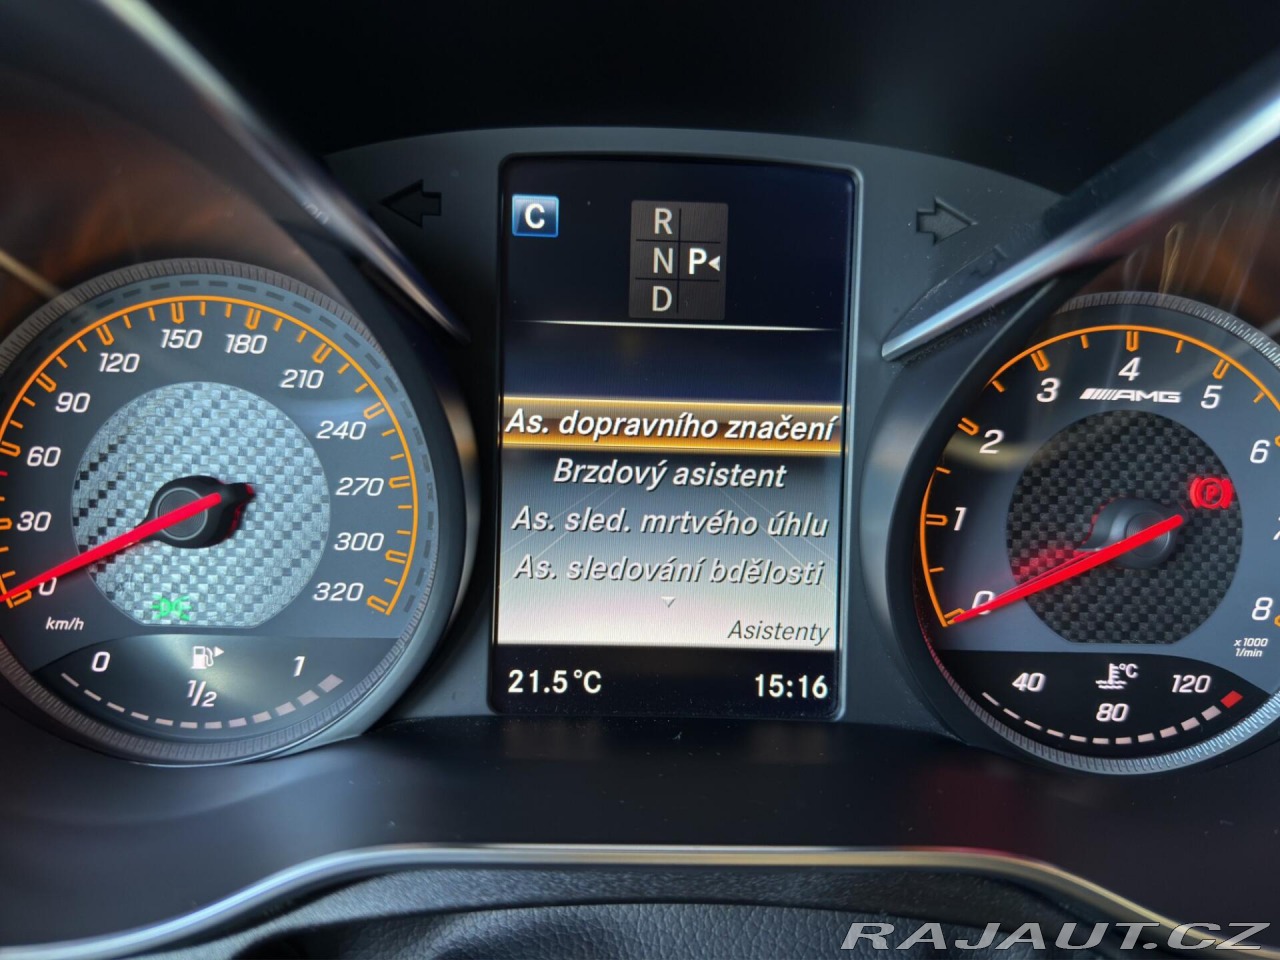 C
R
N P
D
0
30
60
90
120
150
180
210
240
270
300
320
km/h
0
1/2
1
As. dopravního značení
Brzdový asistent
As. sled. mrtvého úhlu
As. sledování bdělosti
Asistenty
21.5°C
15:16
0
1
2
3
4
5
6
8
AMG
P
x1000
1/min
°C
40
80
120
RAJAUT.CZ